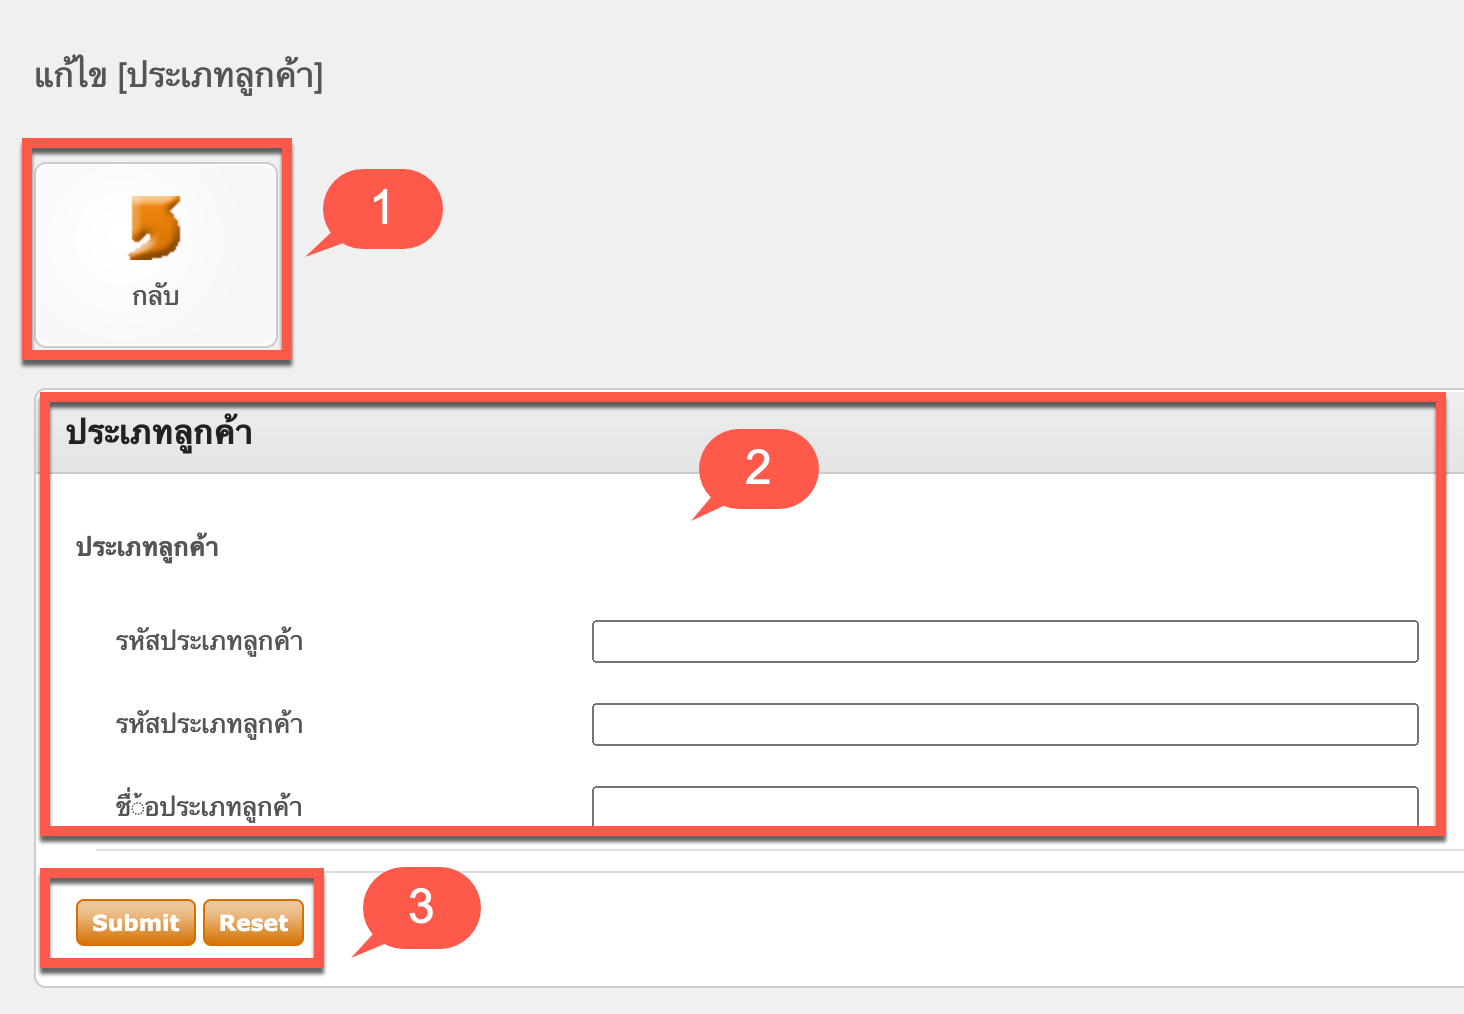 แก้ไข [ประเภทลูกค้า]
1
กลับ
ประเภทลูกค้า
2
ประเภทลูกค้า
รหัสประเภทลูกค้า
รหัสประเภทลูกค้า
ชื่้อประเภทลูกค้า
3
Submit Reset